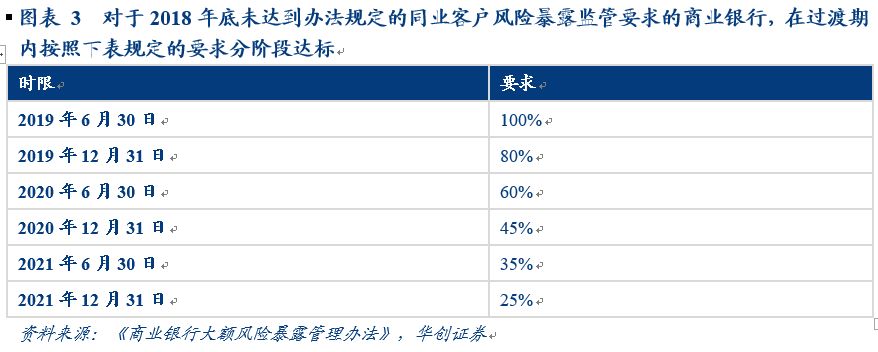 图表 3 对于 2018 年底未达到办法规定的同业客户风险暴露监管要求的商业银行，在过渡期
内按照下表规定的要求分阶段达标
时限 要求
2019 年 6 月 30 日 100%
2019 年 12 月 31 日 80%
2020 年 6 月 30 日 60%
2020 年 12 月 31 日 45%
2021 年 6 月 30 日 35%
2021 年 12 月 31 日 25%
资料来源：《商业银行大额风险暴露管理办法》，华创证券